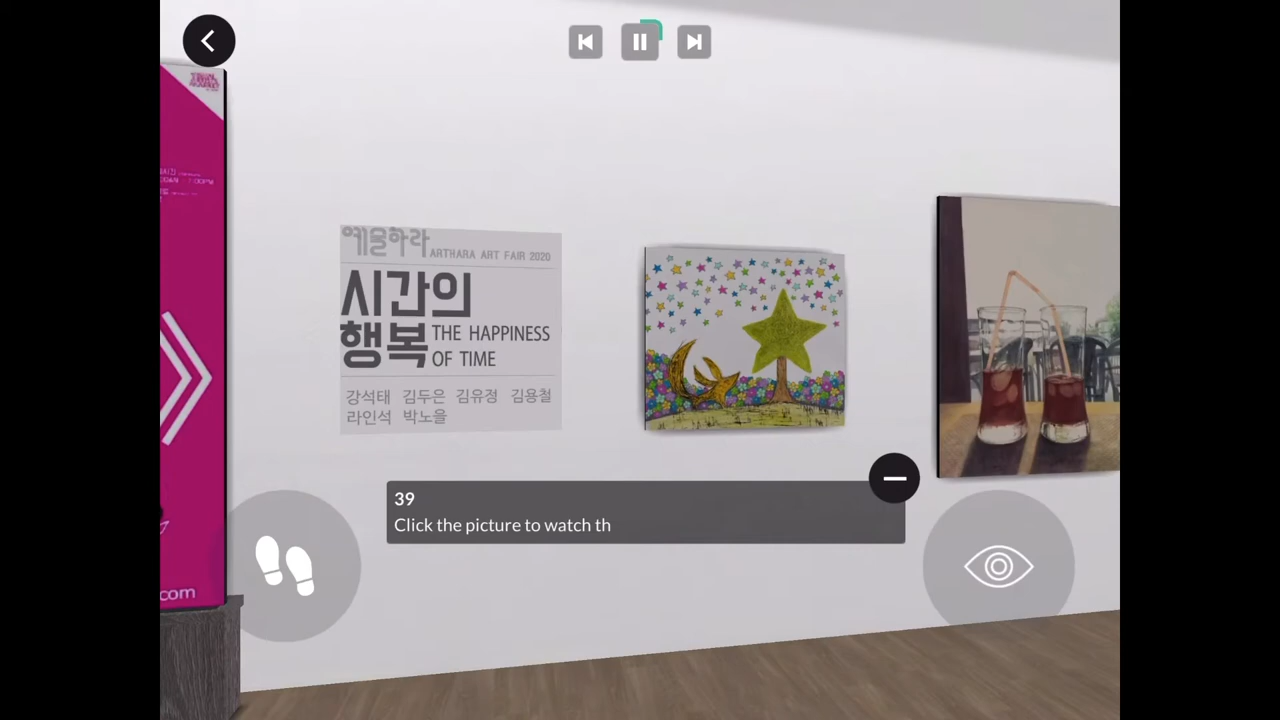 예술하라 ARTHARA ART FAIR 2020
시간의
행복 THE HAPPINESS
OF TIME
강석태 김두은 김유정 김용철
라인석 박노을
39
Click the picture to watch th
com